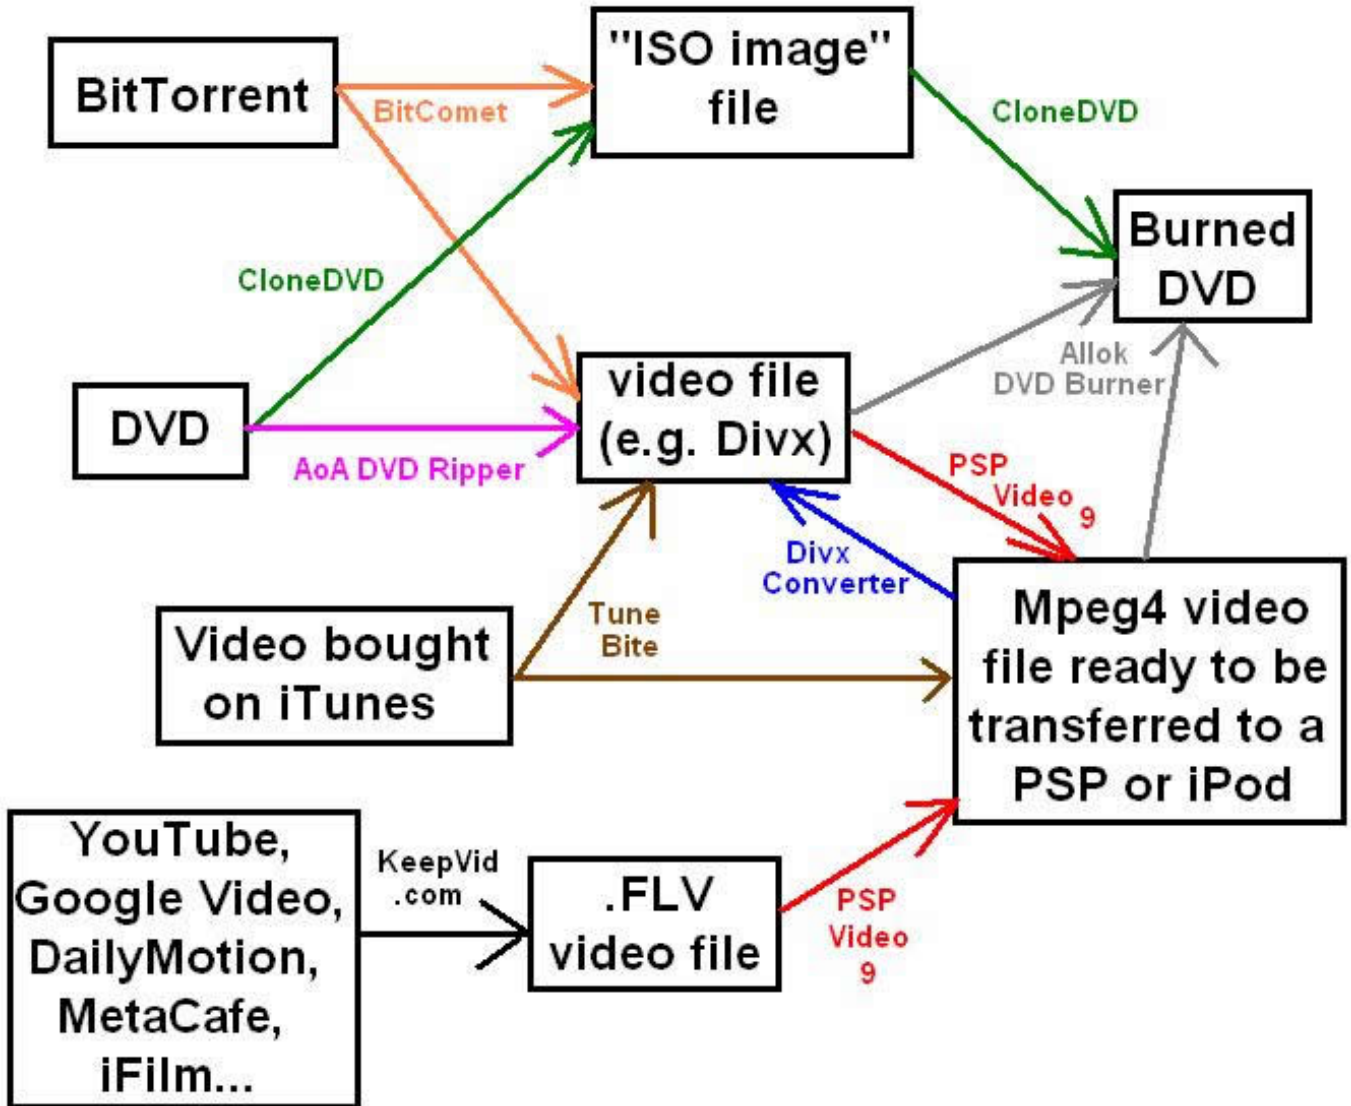 BitTorrent
BitComet
"ISO image"
file
CloneDVD
Burned
DVD
CloneDVD
DVD
AoA DVD Ripper
video file
(e.g. Divx)
Allok
DVD Burner
PSP
Video
9
Divx
Converter
Video bought
on iTunes
Tune
Bite
Mpeg4 video
file ready to be
transferred to a
PSP or iPod
YouTube,
Google Video,
DailyMotion,
MetaCafe,
iFilm...
KeepVid
.com
.FLV
video file
PSP
Video
9